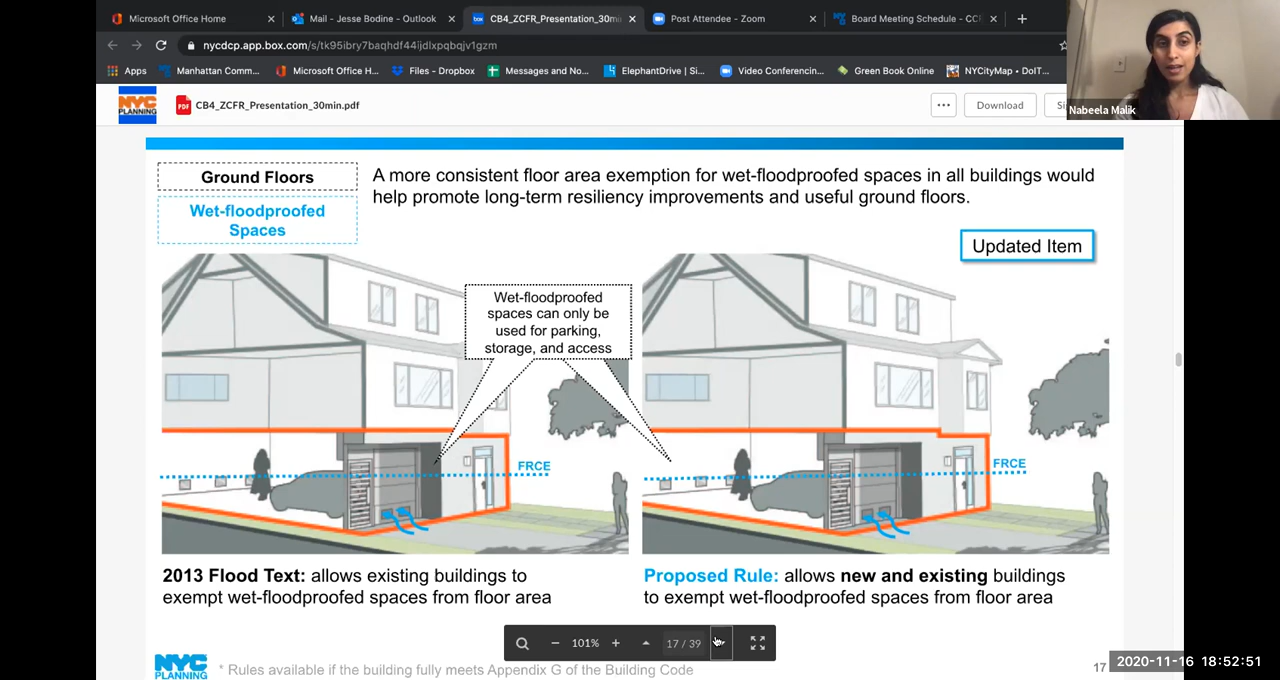 Microsoft Office Home
Mail - Jesse Bodine - Outlook
CB4_ZCFR_Presentation_30min
Post Attendee - Zoom
Board Meeting Schedule - CC
nycdcp.app.box.com/s/tk95ibry7baqhdf44ijdlxpqbqjv1gzm
Apps
Manhattan Comm...
Microsoft Office H...
Files - Dropbox
Messages and No...
ElephantDrive | Si...
Video Conferencin...
Green Book Online
NYCityMap • DoIT...
Nabeela Malik
NYC
PLANNING
PDF
CB4_ZCFR_Presentation_30min.pdf
Download
Ground Floors
Wet-floodproofed
Spaces
A more consistent floor area exemption for wet-floodproofed spaces in all buildings would
help promote long-term resiliency improvements and useful ground floors.
Updated Item
Wet-floodproofed
spaces can only be
used for parking,
storage, and access
FRCE
FRCE
2013 Flood Text: allows existing buildings to
exempt wet-floodproofed spaces from floor area
Proposed Rule: allows new and existing buildings
to exempt wet-floodproofed spaces from floor area
101%
17 / 39
NYC
PLANNING
* Rules available if the building fully meets Appendix G of the Building Code
17
2020-11-16 18:52:51